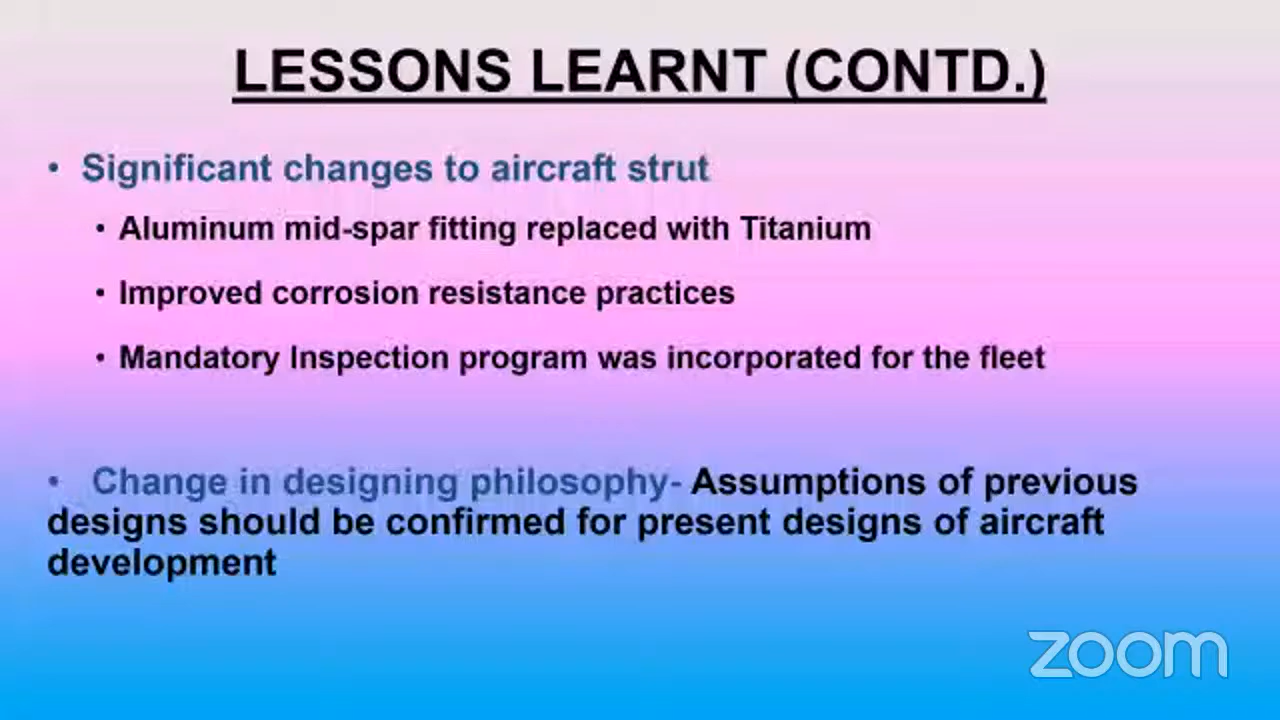 LESSONS LEARNT (CONTD.)
• Significant changes to aircraft strut
• Aluminum mid-spar fitting replaced with Titanium
• Improved corrosion resistance practices
• Mandatory Inspection program was incorporated for the fleet
• Change in designing philosophy- Assumptions of previous
designs should be confirmed for present designs of aircraft
development
zoom